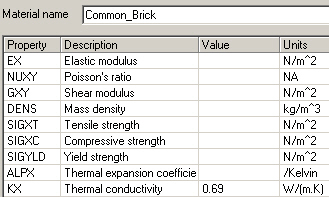 Material name Common_Brick
Property Description Value Units
EX Elastic modulus N/m^2
NUXY Poisson's ratio NA
GXY Shear modulus N/m^2
DENS Mass density kg/m^3
SIGXT Tensile strength N/m^2
SIGXC Compressive strength N/m^2
SIGYLD Yield strength N/m^2
ALPX Thermal expansion coefficie /Kelvin
KX Thermal conductivity 0.69 W/(m.K)